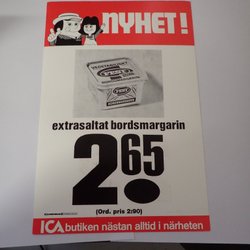 NYHET!
extrasaltat bordsmargarin
2.65
(Ord. pris 2:90)
ICA butiken nästan alltid i närheten